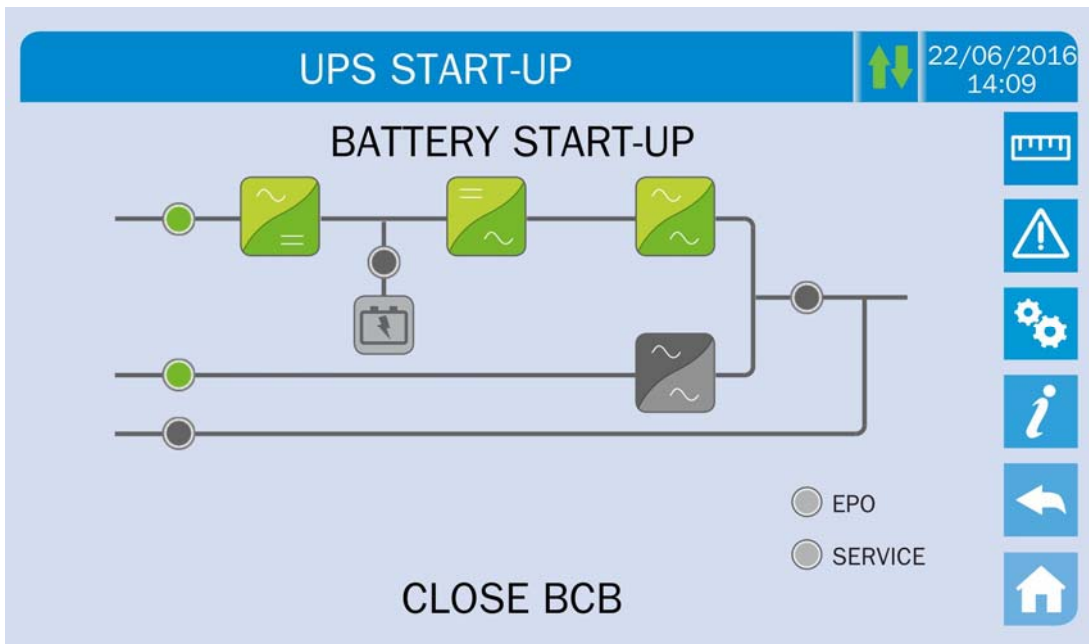 UPS START-UP
22/06/2016
14:09
BATTERY START-UP
EPO
SERVICE
CLOSE BCB